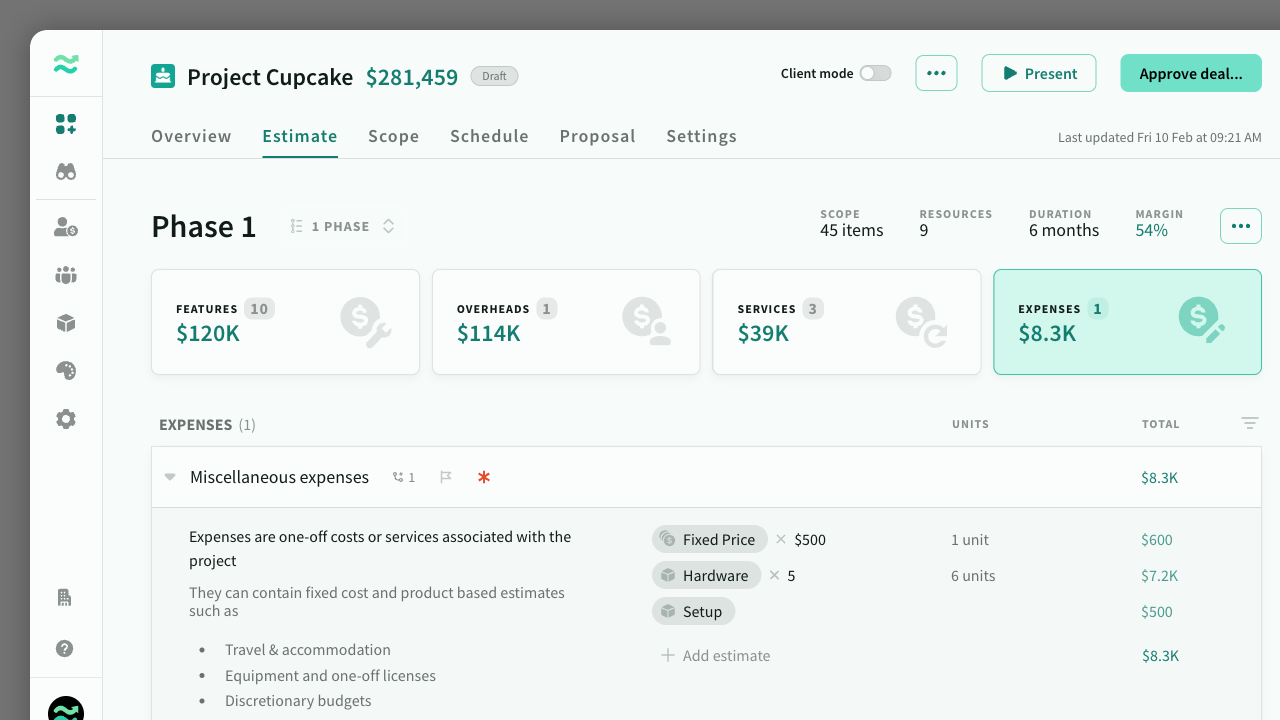 Project Cupcake $281,459 Draft Client mode Present Approve deal...
Overview Estimate Scope Schedule Proposal Settings Last updated Fri 10 Feb at 09:21 AM
Phase 1 1 PHASE
SCOPE RESOURCES DURATION MARGIN
45 items 9 6 months 54%
FEATURES 10
$120K
OVERHEADS 1
$114K
SERVICES 3
$39K
EXPENSES 1
$8.3K
EXPENSES (1) UNITS TOTAL
Miscellaneous expenses 1 $8.3K
Expenses are one-off costs or services associated with the
project
They can contain fixed cost and product based estimates
such as
• Travel & accommodation
• Equipment and one-off licenses
• Discretionary budgets
Fixed Price × $500 1 unit $600
Hardware × 5 6 units $7.2K
Setup $500
+ Add estimate $8.3K